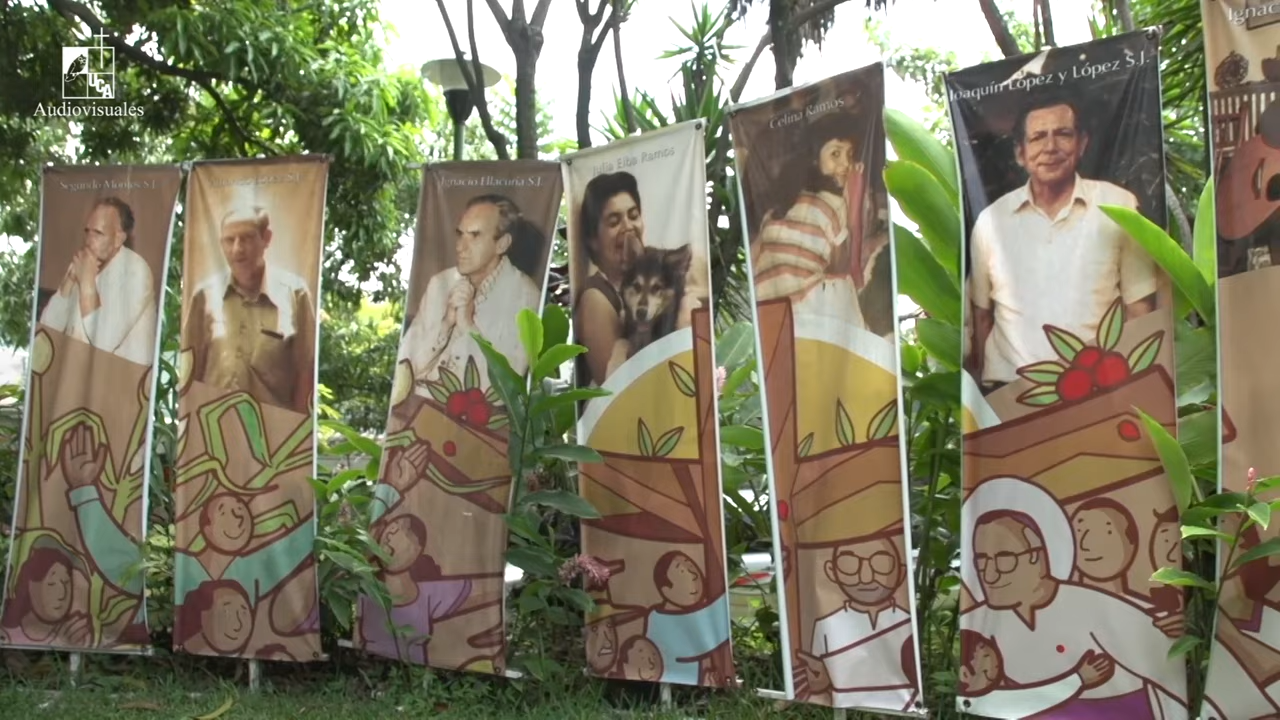 UCA
Audiovisuales
Segundo Montes S.J.
Ignacio Ellacuría S.J.
Julia Elba Ramos
Celina Ramos
Joaquín López y López S.J.